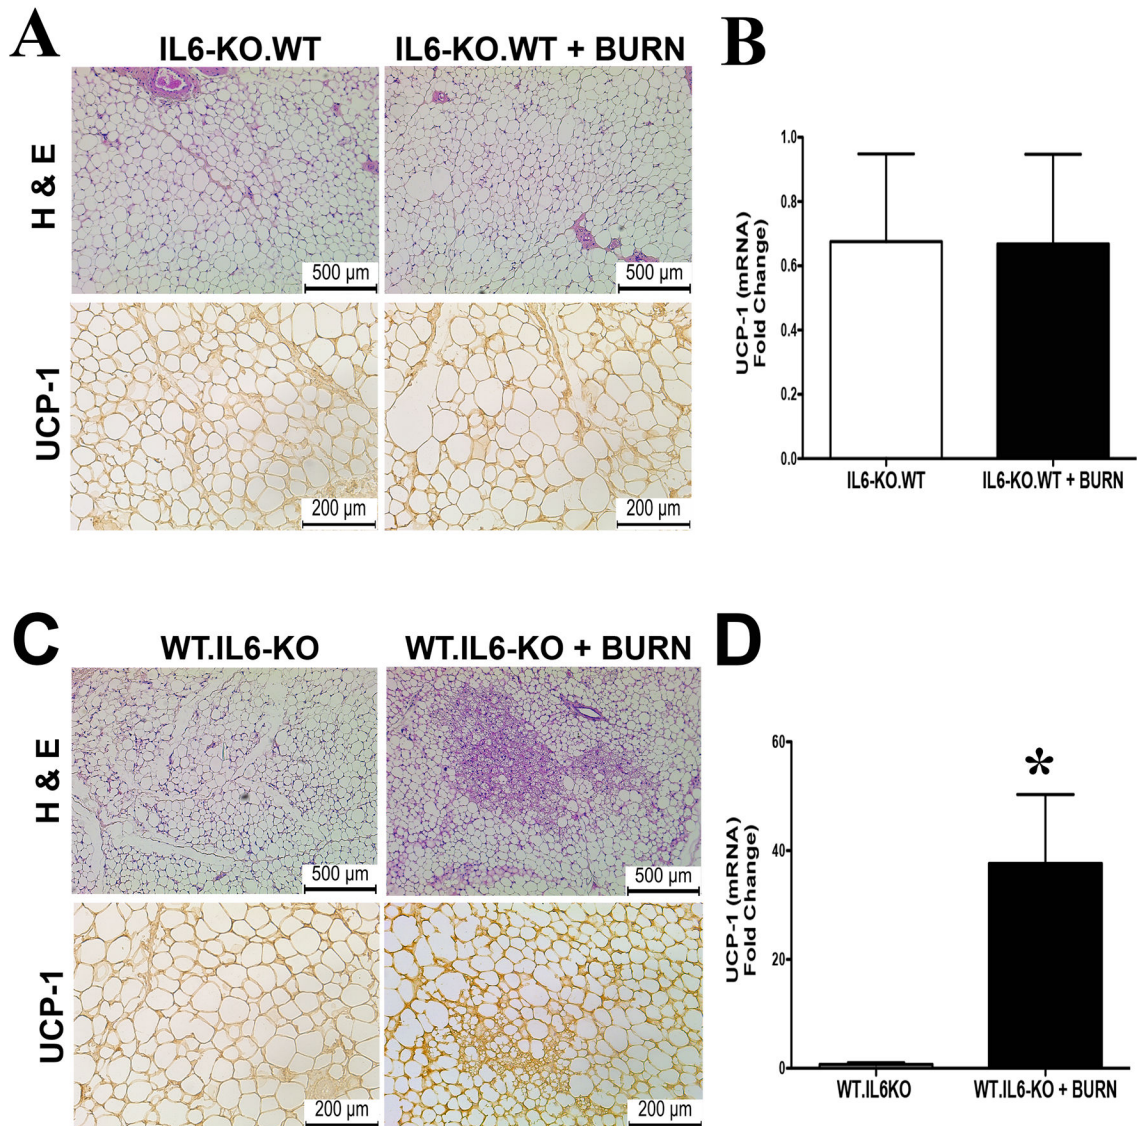 A
IL6-KO.WT
IL6-KO.WT + BURN
H & E
500 µm
500 µm
UCP-1
200 µm
200 µm
B
UCP-1 (mRNA)
Fold Change)
1.0
0.8
0.6
0.4
0.2
0.0
IL6-KO.WT
IL6-KO.WT + BURN
C
WT.IL6-KO
WT.IL6-KO + BURN
H & E
500 µm
500 µm
UCP-1
200 µm
200 µm
D
UCP-1 (mRNA)
Fold Change)
60
40
20
0
*
WT.IL6KO
WT.IL6-KO + BURN